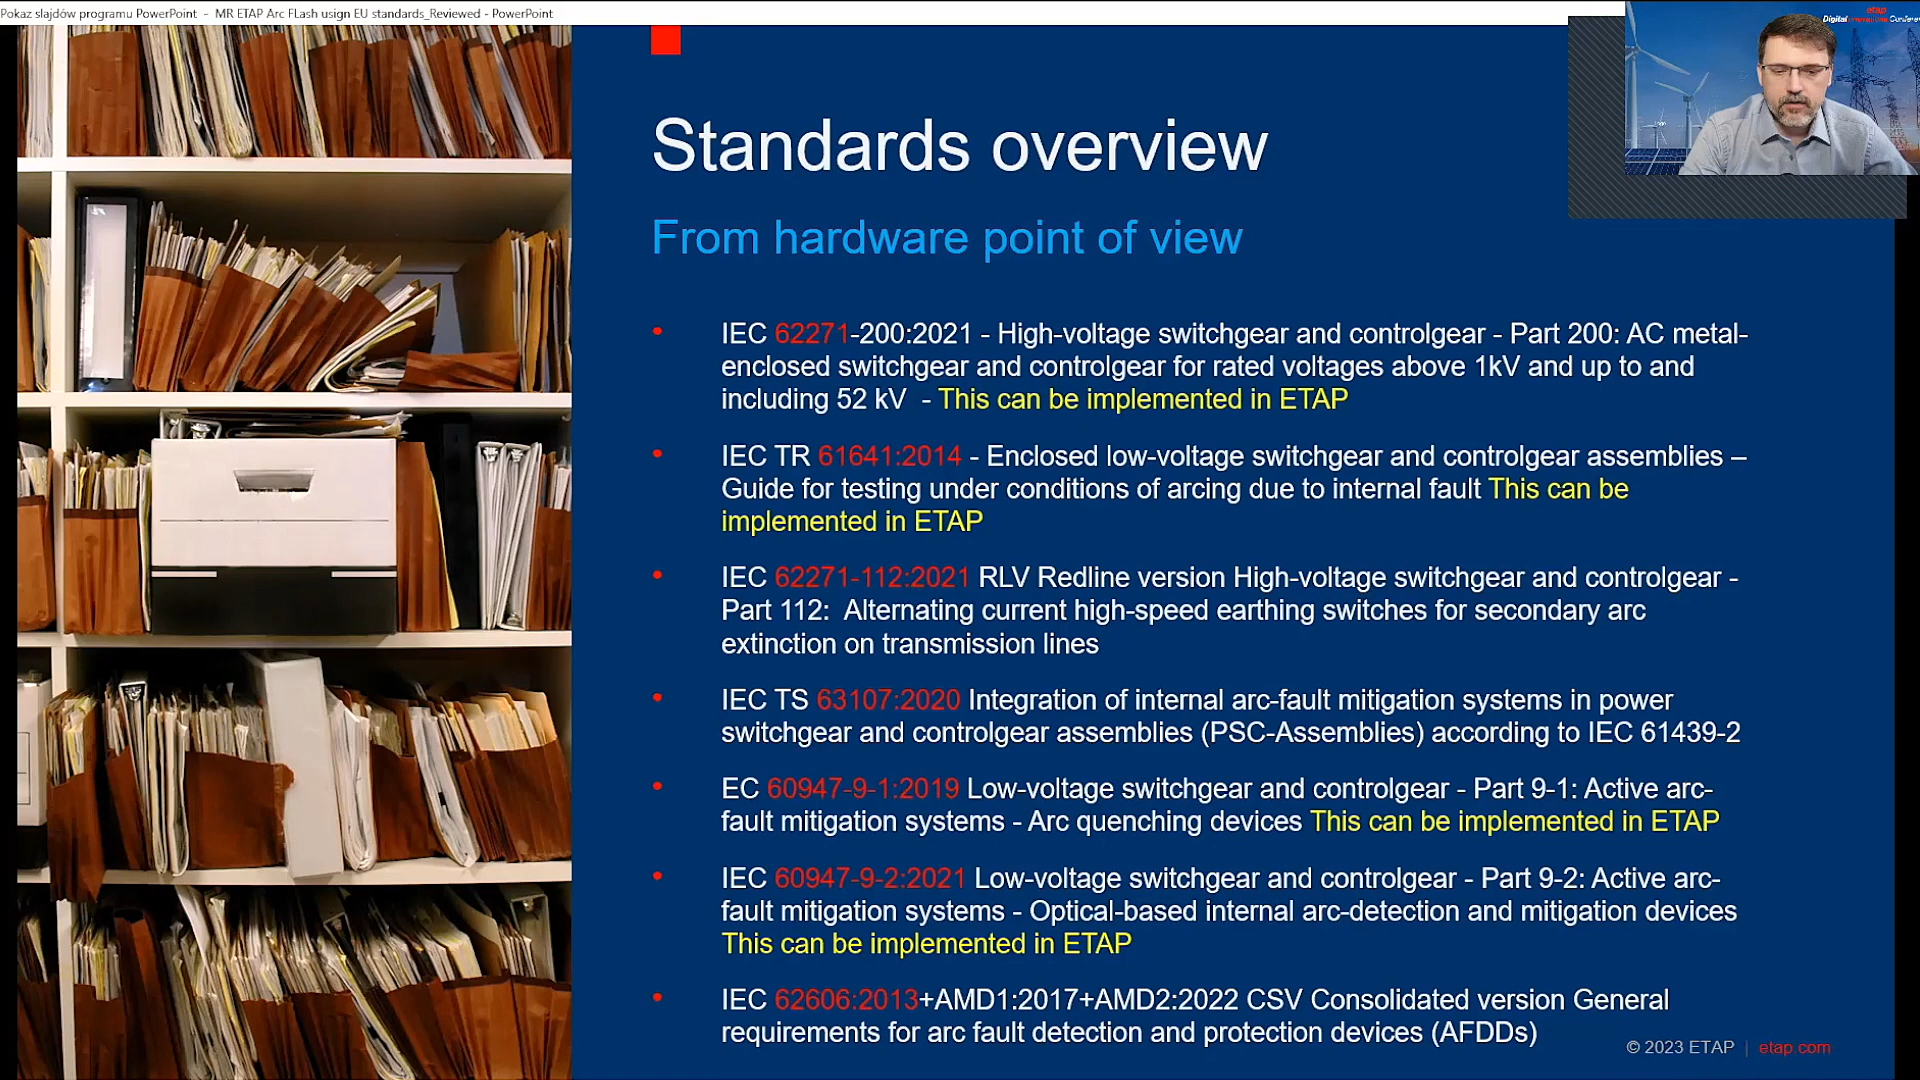 Pokaz slajdów programu PowerPoint - MR ETAP Arc FLash usign EU standards_Reviewed - PowerPoint
etap
Digital Innovations Conference
Standards overview
From hardware point of view
• IEC 62271-200:2021 - High-voltage switchgear and controlgear - Part 200: AC metal-
enclosed switchgear and controlgear for rated voltages above 1kV and up to and
including 52 kV - This can be implemented in ETAP
• IEC TR 61641:2014 - Enclosed low-voltage switchgear and controlgear assemblies –
Guide for testing under conditions of arcing due to internal fault This can be
implemented in ETAP
• IEC 62271-112:2021 RLV Redline version High-voltage switchgear and controlgear -
Part 112: Alternating current high-speed earthing switches for secondary arc
extinction on transmission lines
• IEC TS 63107:2020 Integration of internal arc-fault mitigation systems in power
switchgear and controlgear assemblies (PSC-Assemblies) according to IEC 61439-2
• EC 60947-9-1:2019 Low-voltage switchgear and controlgear - Part 9-1: Active arc-
fault mitigation systems - Arc quenching devices This can be implemented in ETAP
• IEC 60947-9-2:2021 Low-voltage switchgear and controlgear - Part 9-2: Active arc-
fault mitigation systems - Optical-based internal arc-detection and mitigation devices
This can be implemented in ETAP
• IEC 62606:2013+AMD1:2017+AMD2:2022 CSV Consolidated version General
requirements for arc fault detection and protection devices (AFDDs)
© 2023 ETAP | etap.com